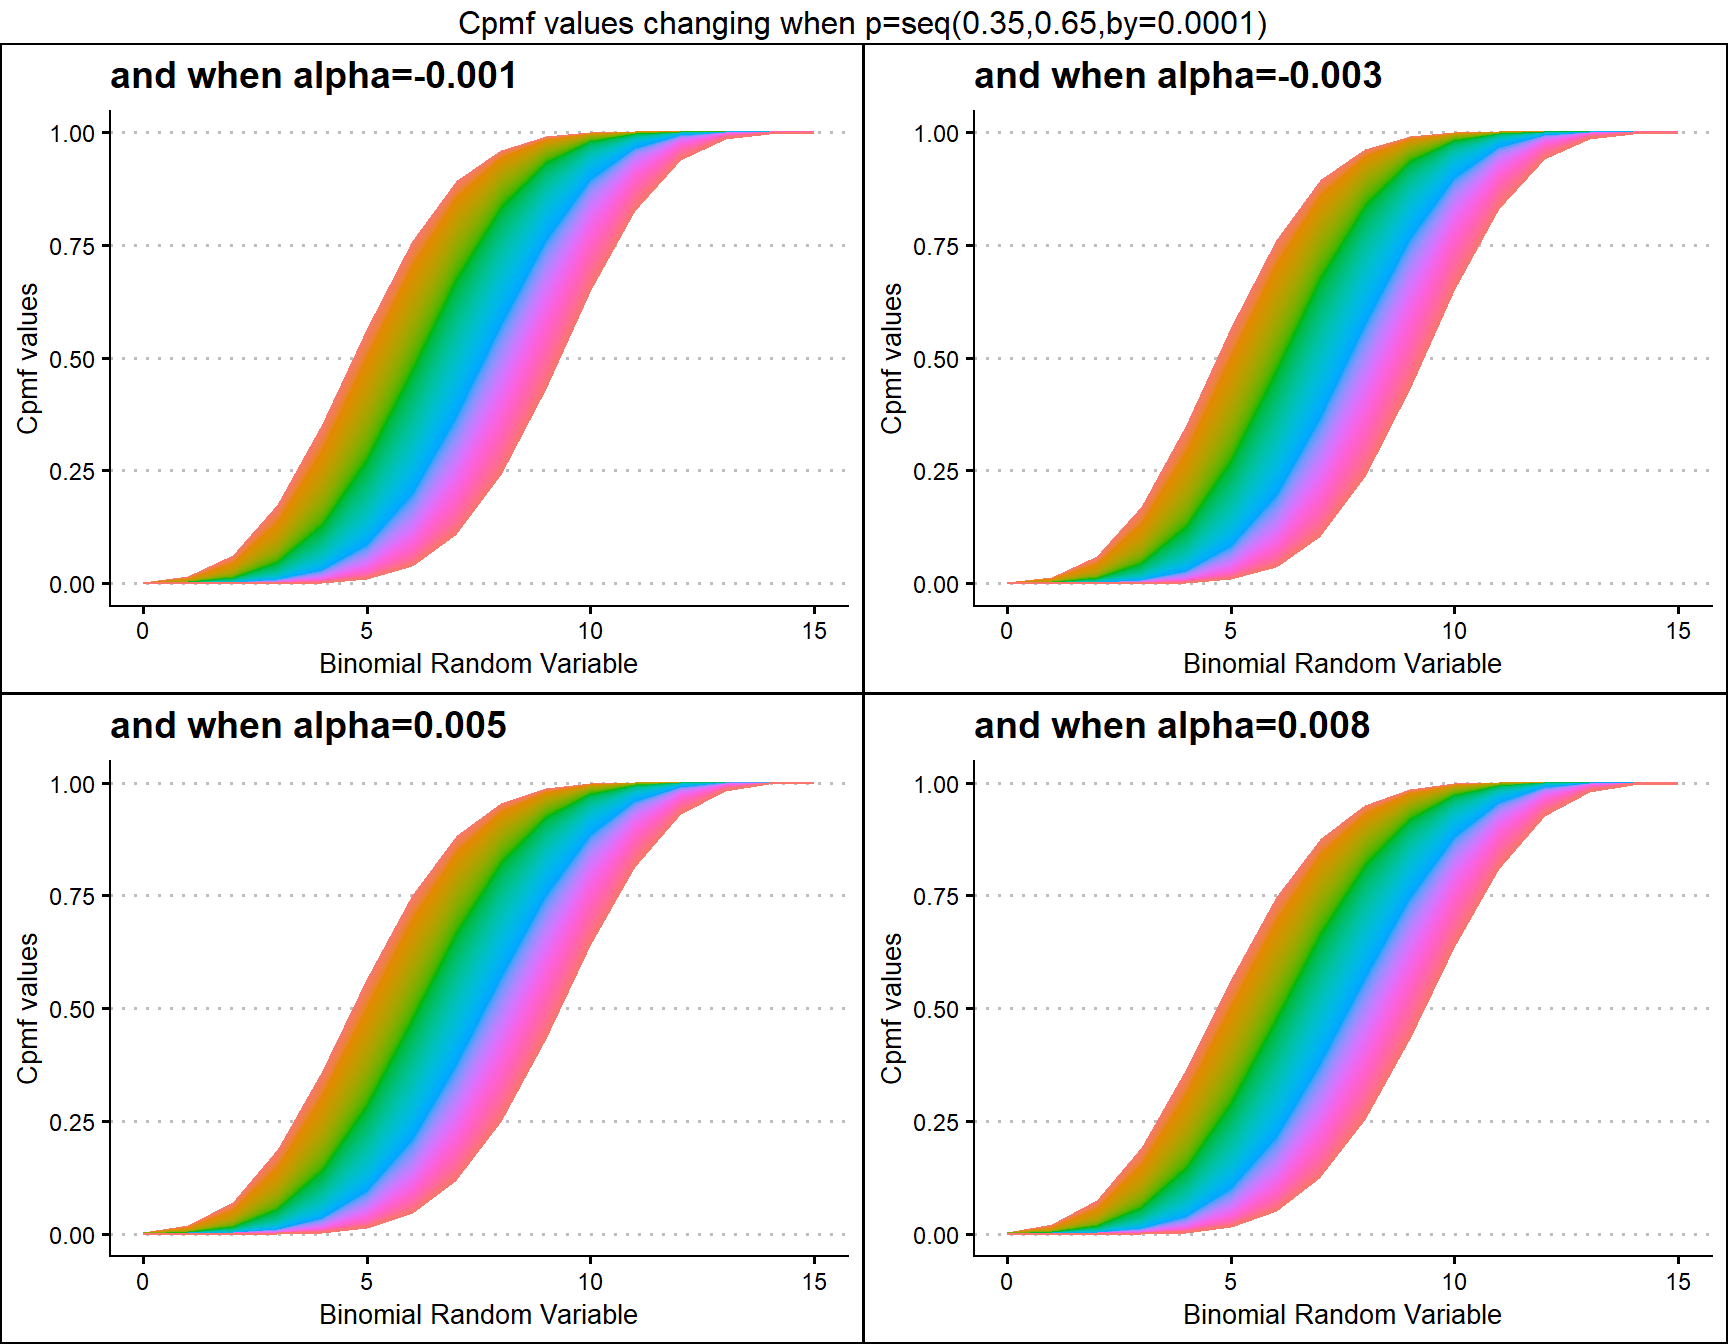 Cpmf values changing when p=seq(0.35,0.65,by=0.0001)
and when alpha=-0.001
1.00
0.75
0.50
0.25
0.00
Cpmf values
0 5 10 15
Binomial Random Variable
and when alpha=-0.003
1.00
0.75
0.50
0.25
0.00
Cpmf values
0 5 10 15
Binomial Random Variable
and when alpha=0.005
1.00
0.75
0.50
0.25
0.00
Cpmf values
0 5 10 15
Binomial Random Variable
and when alpha=0.008
1.00
0.75
0.50
0.25
0.00
Cpmf values
0 5 10 15
Binomial Random Variable